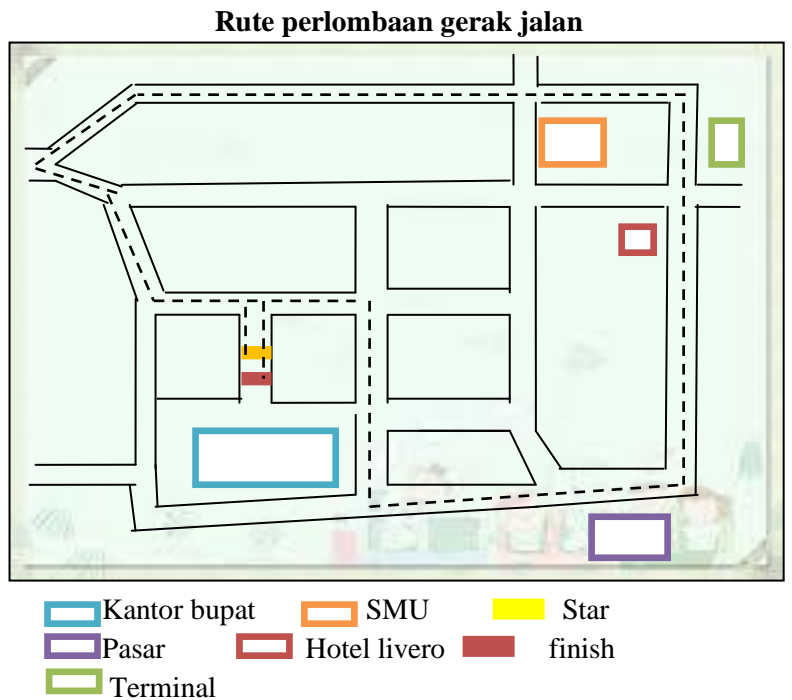 Rute perlombaan gerak jalan
Kantor bupat SMU Star
Pasar Hotel livero finish
Terminal